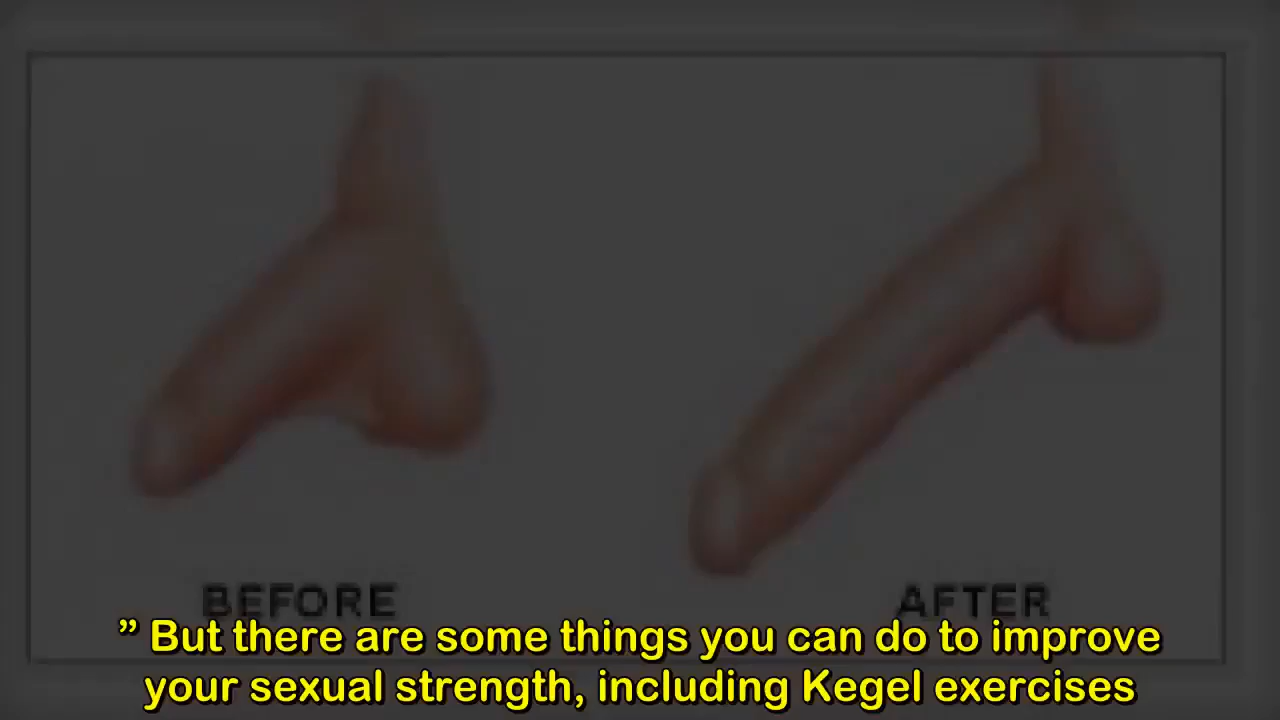 BEFORE
AFTER
” But there are some things you can do to improve
your sexual strength, including Kegel exercises